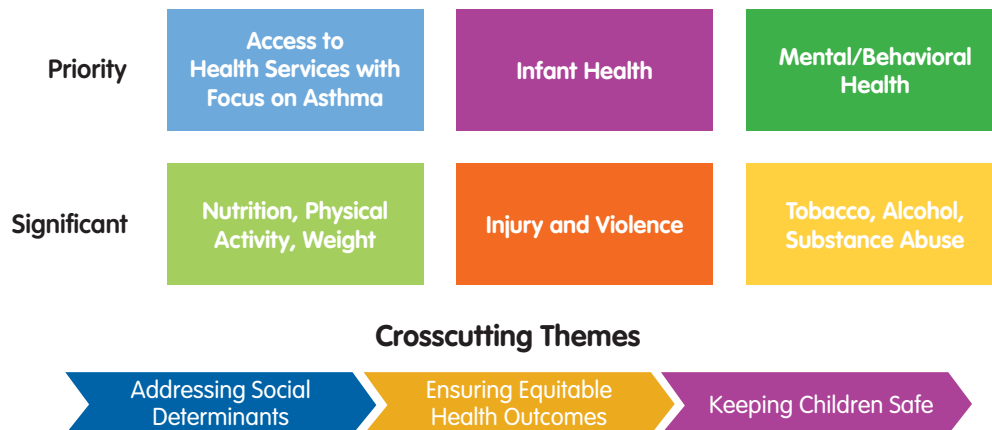 Priority
Access to
Health Services with
Focus on Asthma
Infant Health
Mental/Behavioral
Health
Significant
Nutrition, Physical
Activity, Weight
Injury and Violence
Tobacco, Alcohol,
Substance Abuse
Crosscutting Themes
Addressing Social
Determinants
Ensuring Equitable
Health Outcomes
Keeping Children Safe